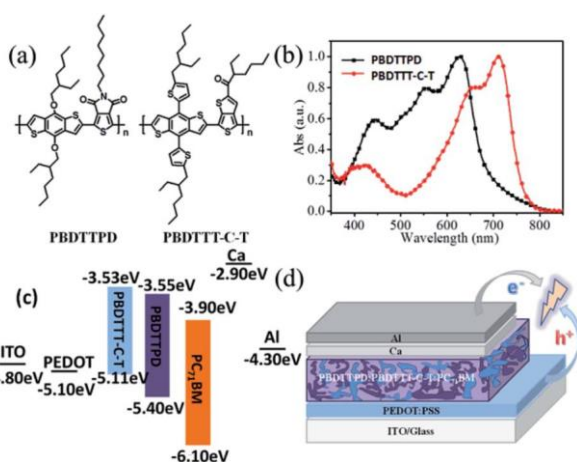 (a)
O
O
N
O
O
S
S
S
n
PBDTTPD
S
S
S
S
O
S
S
n
PBDTTT-C-T
(b)
Abs (a.u.)
1.0
0.8
0.6
0.4
0.2
0.0
PBDTTPD
PBDTTT-C-T
400 500 600 700 800
Wavelength (nm)
(c)
ITO
4.80eV
PEDOT
-5.10eV
-3.53eV
PBDTTT-C-T
-5.11eV
-3.55eV
PBDTTPD
-5.40eV
-3.90eV
PC71BM
-6.10eV
Ca
-2.90eV
Al
-4.30eV
(d)
e-
h+
Al
Ca
PBDTTPD:PBDTTT-C-T:PC71BM
PEDOT:PSS
ITO/Glass